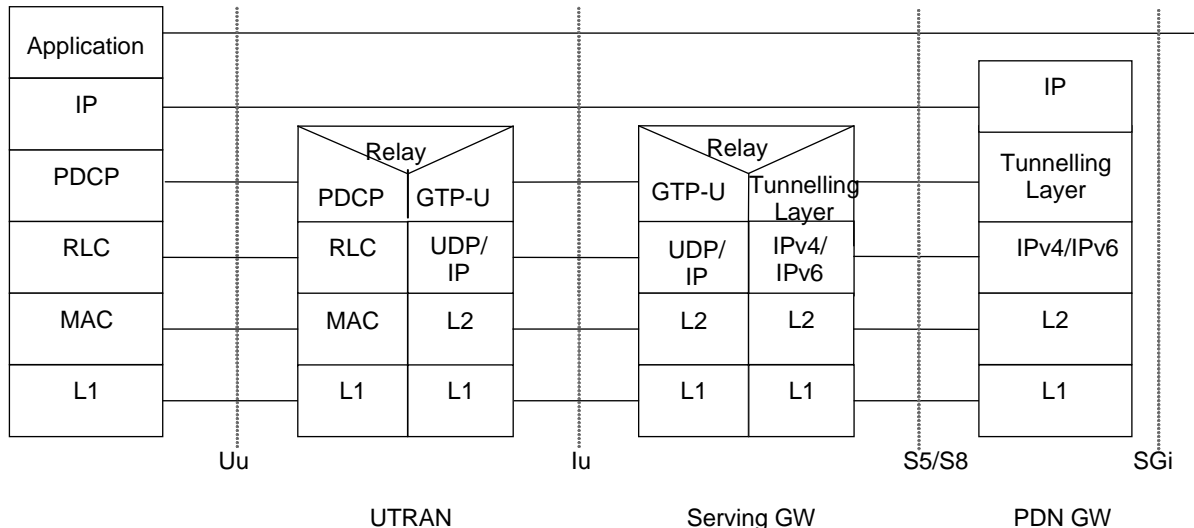 Application
IP
PDCP
RLC
MAC
L1
Relay
PDCP
GTP-U
RLC
UDP/
IP
MAC
L2
L1
L1
Relay
GTP-U
Tunnelling
Layer
UDP/
IP
IPv4/
IPv6
L2
L2
L1
L1
IP
Tunnelling
Layer
IPv4/IPv6
L2
L1
Uu
Iu
S5/S8
SGi
UTRAN
Serving GW
PDN GW